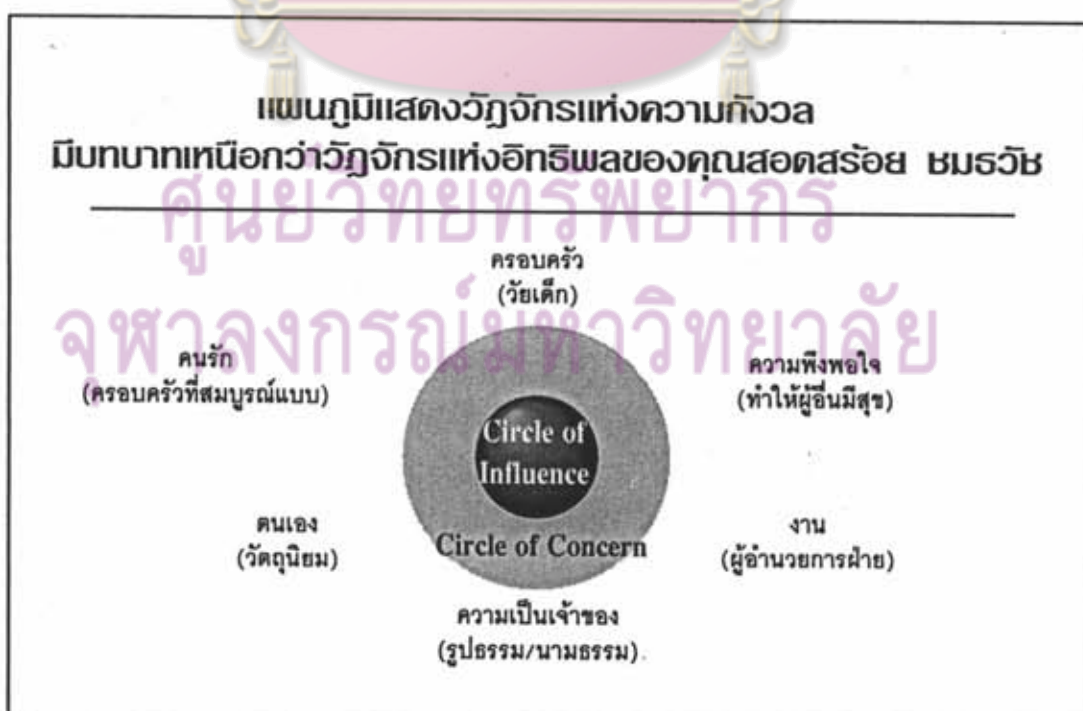 แผนภูมิแสดงวัฏจักรแห่งความกังวล
มีบทบาทเหนือกว่าวัฏจักรแห่งอิทธิพลของคุณสอดสร้อย ชมธวัช
ศูนย์วิทยทรัพยากร
จุฬาลงกรณ์มหาวิทยาลัย
ครอบครัว
(วัยเด็ก)
คนรัก
(ครอบครัวที่สมบูรณ์แบบ)
ความพึงพอใจ
(ทำให้ผู้อื่นมีสุข)
Circle of
Influence
Circle of Concern
ตนเอง
(วัตถุนิยม)
งาน
(ผู้อำนวยการฝ่าย)
ความเป็นเจ้าของ
(รูปธรรม/นามธรรม)